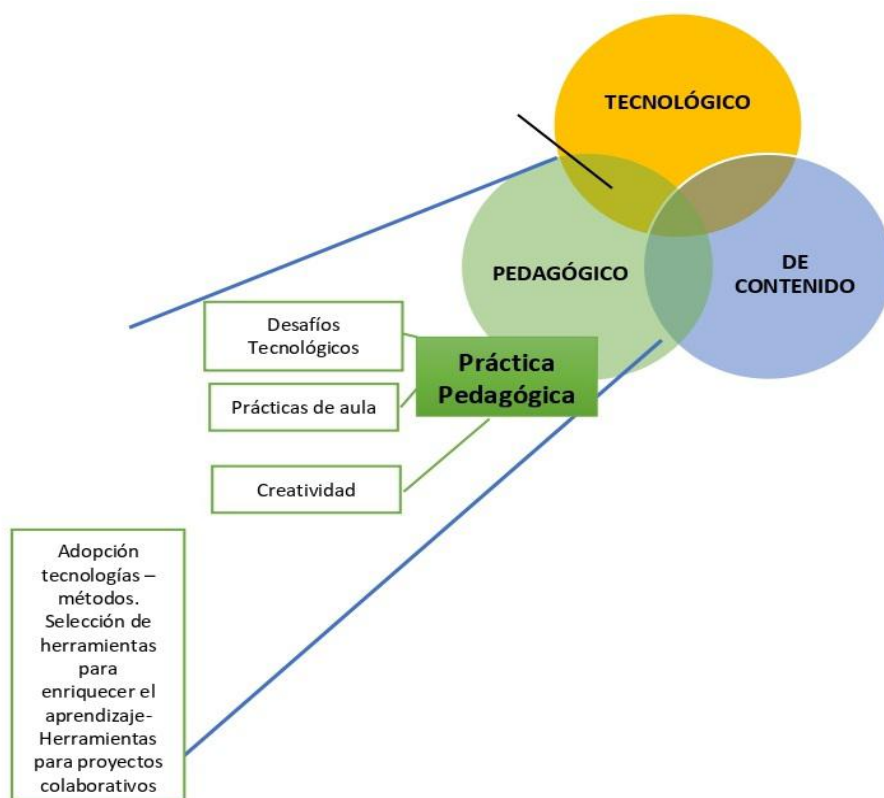 TECNOLÓGICO
PEDAGÓGICO
DE
CONTENIDO
Desafíos
Tecnológicos
Práctica
Pedagógica
Prácticas de aula
Creatividad
Adopción
tecnologías –
métodos.
Selección de
herramientas
para
enriquecer el
aprendizaje-
Herramientas
para proyectos
colaborativos